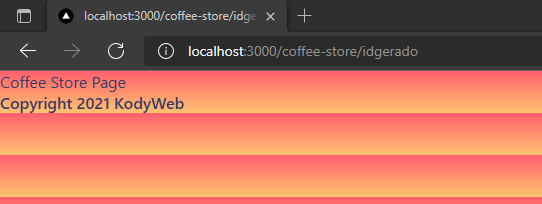 localhost:3000/coffee-store/idge
localhost:3000/coffee-store/idgerado
Coffee Store Page
Copyright 2021 KodyWeb